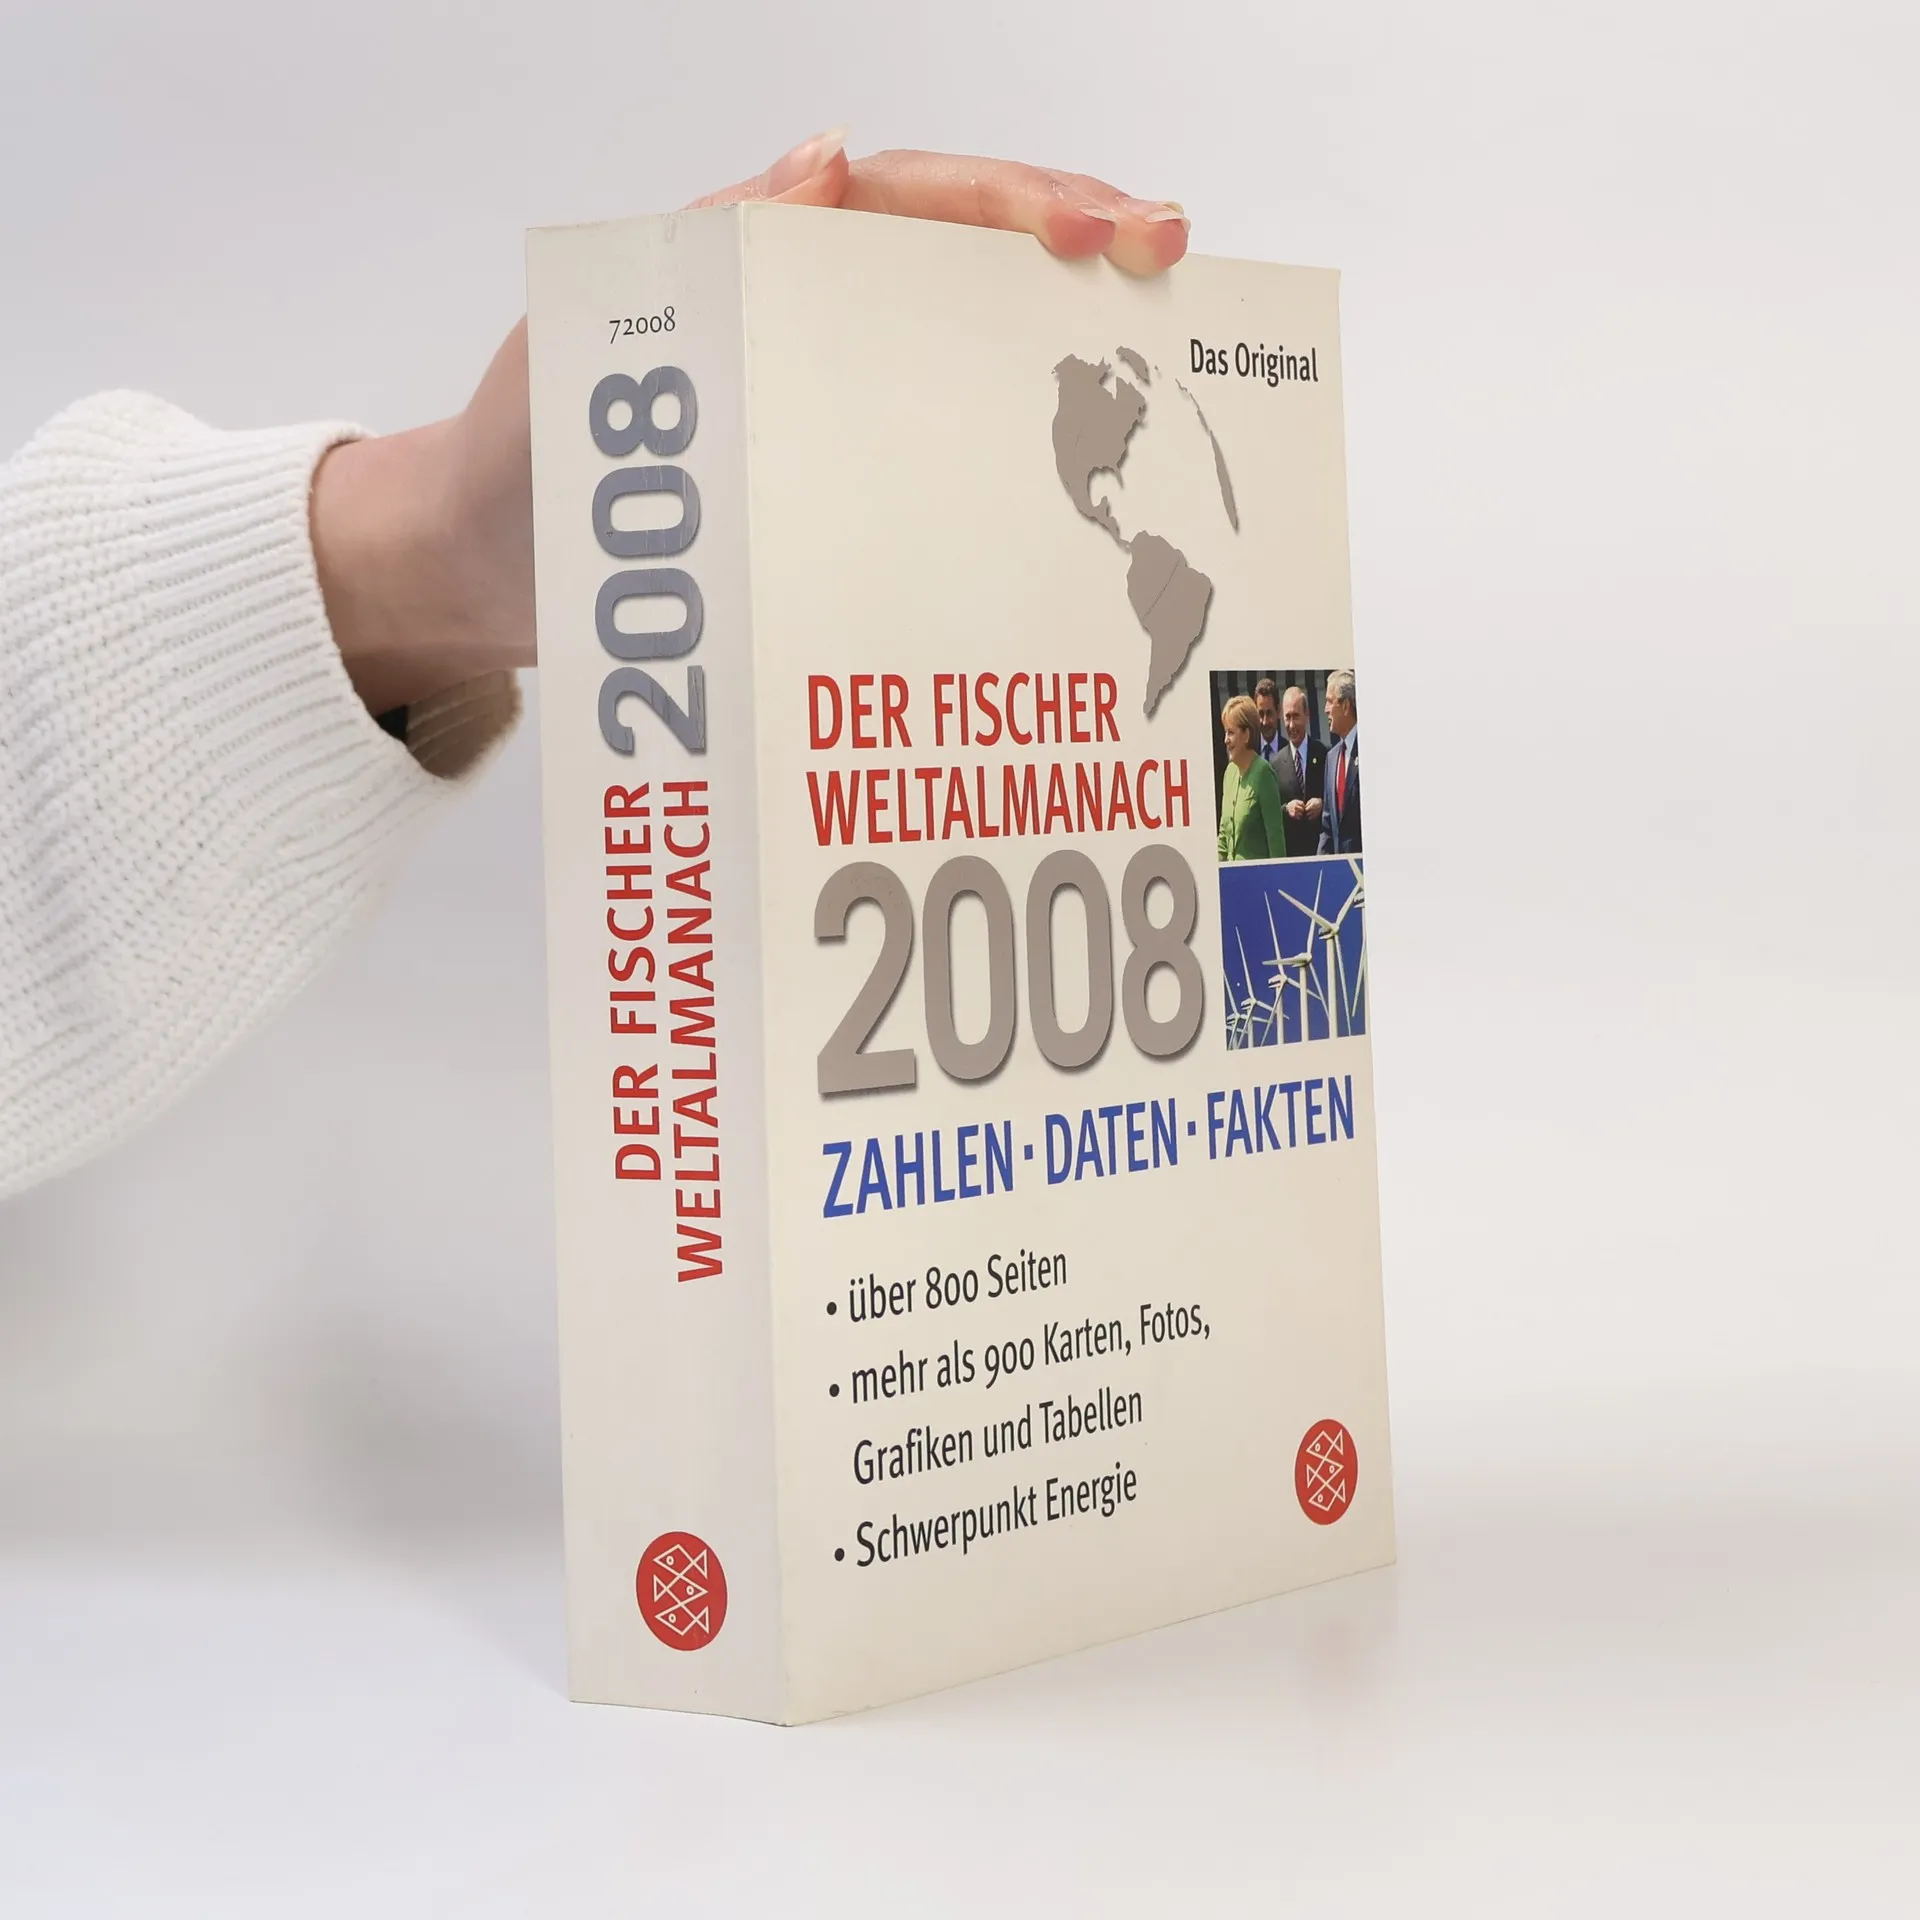 72008
DER FISCHER
WELTALMANACH
2008
Das Original
DER FISCHER
WELTALMANACH
2008
ZAHLEN · DATEN · FAKTEN
• über 800 Seiten
• mehr als 900 Karten, Fotos,
Grafiken und Tabellen
• Schwerpunkt Energie